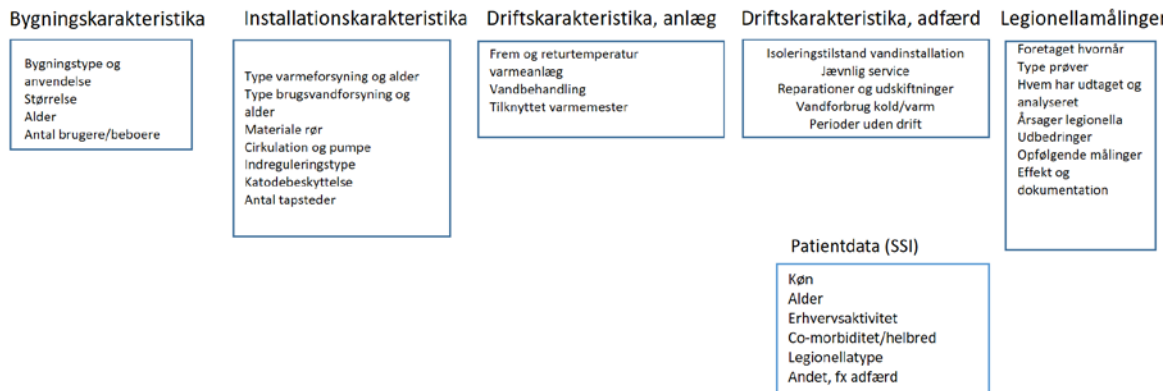 Bygningskarakteristika
Bygningstype og
anvendelse
Størrelse
Alder
Antal brugere/beboere
Installationskarakteristika
Type varmeforsyning og alder
Type brugsvandforsyning og
alder
Materiale rør
Cirkulation og pumpe
Indreguleringstype
Katodebeskyttelse
Antal tapsteder
Driftskarakteristika, anlæg
Frem og returtemperatur
varmeanlæg
Vandbehandling
Tilknyttet varmemester
Driftskarakteristika, adfærd
Isoleringstilstand vandinstallation
Jævnlig service
Reparationer og udskiftninger
Vandforbrug kold/varm
Perioder uden drift
Legionellamålinger
Foretaget hvornår
Type prøver
Hvem har udtaget og
analyseret
Årsager legionella
Udbedringer
Opfølgende målinger
Effekt og
dokumentation
Patientdata (SSI)
Køn
Alder
Erhvervsaktivitet
Co-morbiditet/helbred
Legionellatype
Andet, fx adfærd